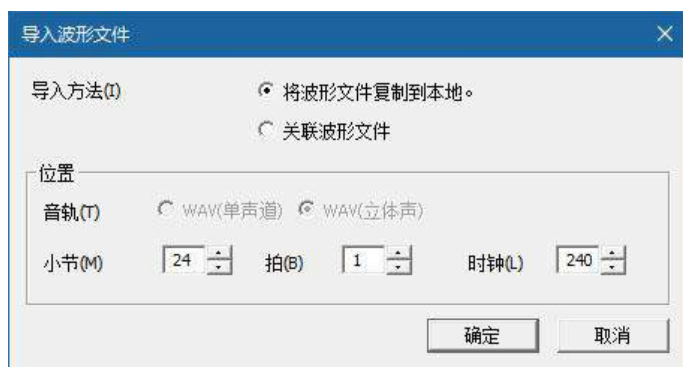 导入波形文件
导入方法(I) 将波形文件复制到本地。
关联波形文件
位置
音轨(T) WAV(单声道) WAV(立体声)
小节(M) 24 拍(B) 1 时钟(L) 240
确定 取消